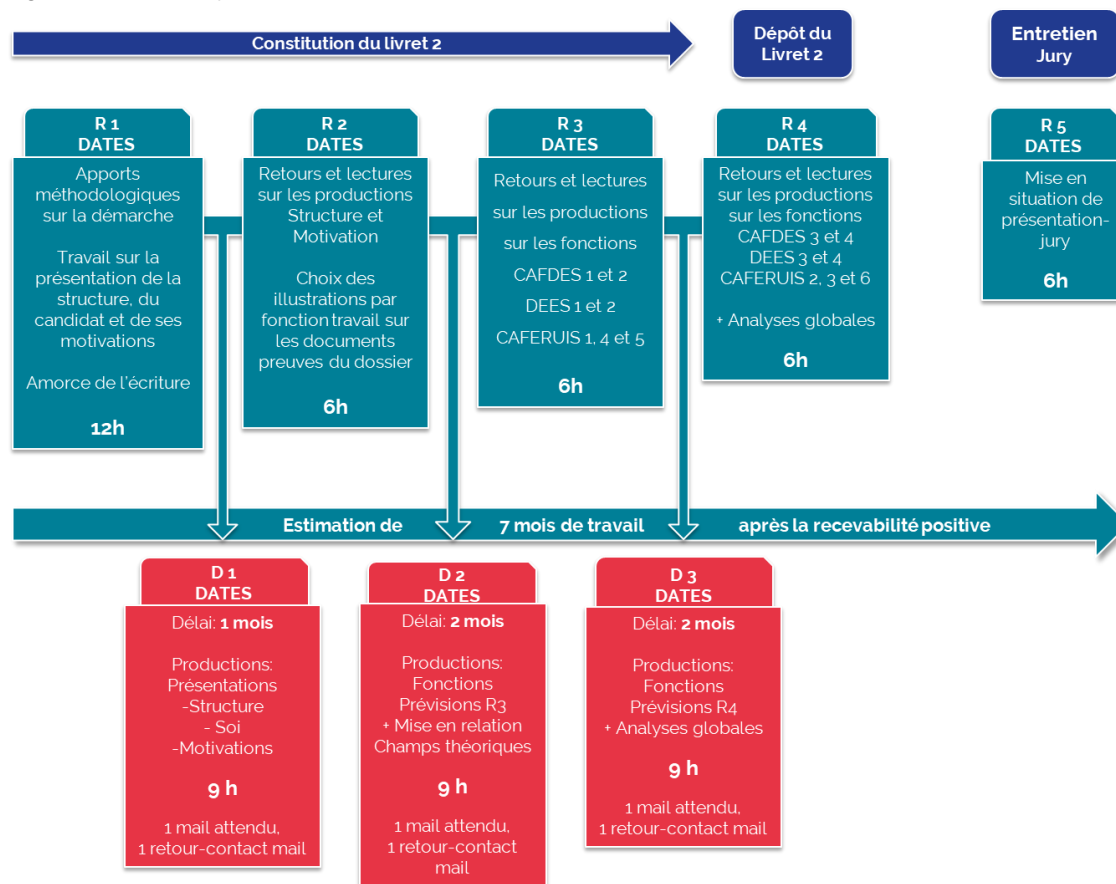 Constitution du livret 2
Dépôt du
Livret 2
Entretien
Jury
R 1
DATES
Apports
méthodologiques
sur la démarche
Travail sur la
présentation de la
structure, du
candidat et de ses
motivations
Amorce de l'écriture
12h
R 2
DATES
Retours et lectures
sur les productions
Structure et
Motivation
Choix des
illustrations par
fonction travail sur
les documents
preuves du dossier
6h
R 3
DATES
Retours et lectures
sur les productions
sur les fonctions
CAFDES 1 et 2
DEES 1 et 2
CAFERUIS 1, 4 et 5
6h
R 4
DATES
Retours et lectures
sur les productions
sur les fonctions
CAFDES 3 et 4
DEES 3 et 4
CAFERUIS 2, 3 et 6
+ Analyses globales
6h
R 5
DATES
Mise en
situation de
présentation-
jury
6h
Estimation de 7 mois de travail après la recevabilité positive
D 1
DATES
Délai: 1 mois
Productions:
Présentations
-Structure
- Soi
-Motivations
9 h
1 mail attendu,
1 retour-contact mail
D 2
DATES
Délai: 2 mois
Productions:
Fonctions
Prévisions R3
+ Mise en relation
Champs théoriques
9 h
1 mail attendu,
1 retour-contact
mail
D 3
DATES
Délai: 2 mois
Productions:
Fonctions
Prévisions R4
+ Analyses globales
9 h
1 mail attendu,
1 retour-contact mail